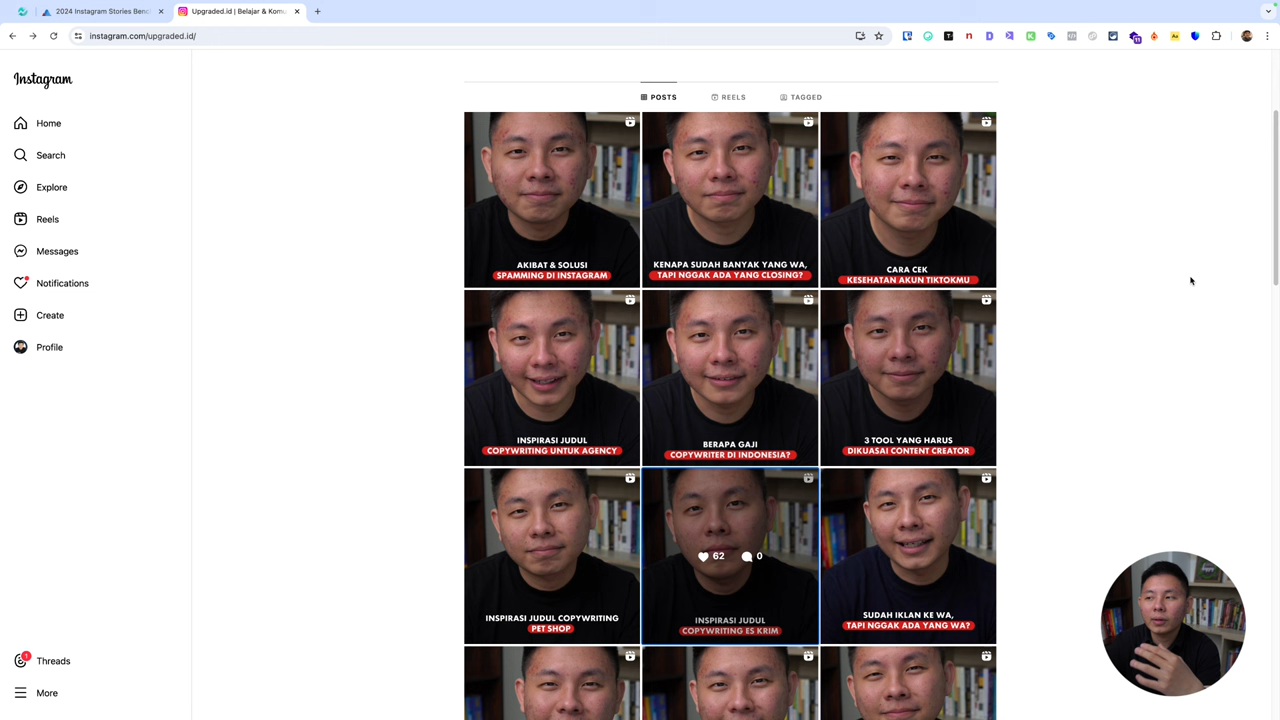 2024 Instagram Stories Benc
Upgraded.id | Belajar & Komu
instagram.com/upgraded.id/
11
Instagram
Home
Search
Explore
Reels
Messages
Notifications
Create
Profile
1
Threads
More
POSTS
REELS
TAGGED
AKIBAT & SOLUSI
SPAMMING DI INSTAGRAM
KENAPA SUDAH BANYAK YANG WA,
TAPI NGGAK ADA YANG CLOSING?
CARA CEK
KESEHATAN AKUN TIKTOKMU
INSPIRASI JUDUL
COPYWRITING UNTUK AGENCY
BERAPA GAJI
COPYWRITER DI INDONESIA?
3 TOOL YANG HARUS
DIKUASAI CONTENT CREATOR
INSPIRASI JUDUL COPYWRITING
PET SHOP
62 0
INSPIRASI JUDUL
COPYWRITING ES KRIM
SUDAH IKLAN KE WA,
TAPI NGGAK ADA YANG WA?